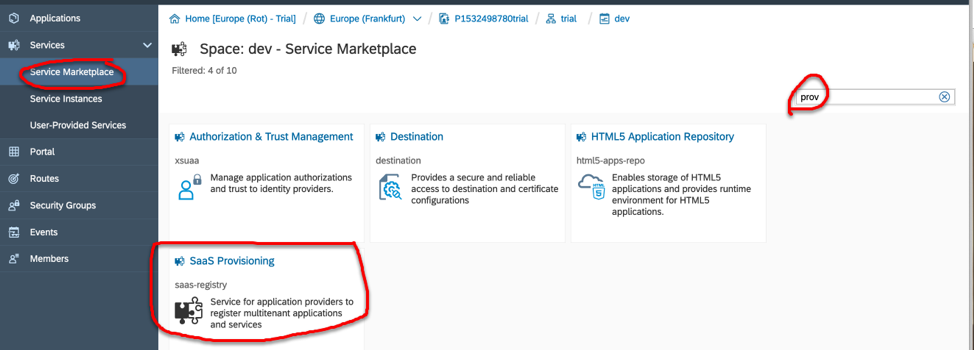 Applications
Services
Service Marketplace
Service Instances
User-Provided Services
Portal
Routes
Security Groups
Events
Members
Home [Europe (Rot) - Trial] / Europe (Frankfurt) / P1532498780trial / trial / dev
Space: dev - Service Marketplace
Filtered: 4 of 10
prov
Authorization & Trust Management
xsuaa
Manage application authorizations
and trust to identity providers.
Destination
destination
Provides a secure and reliable
access to destination and certificate
configurations
HTML5 Application Repository
html5-apps-repo
HTML
5
Enables storage of HTML5
applications and provides runtime
environment for HTML5
applications.
SaaS Provisioning
saas-registry
Service for application providers to
register multitenant applications
and services